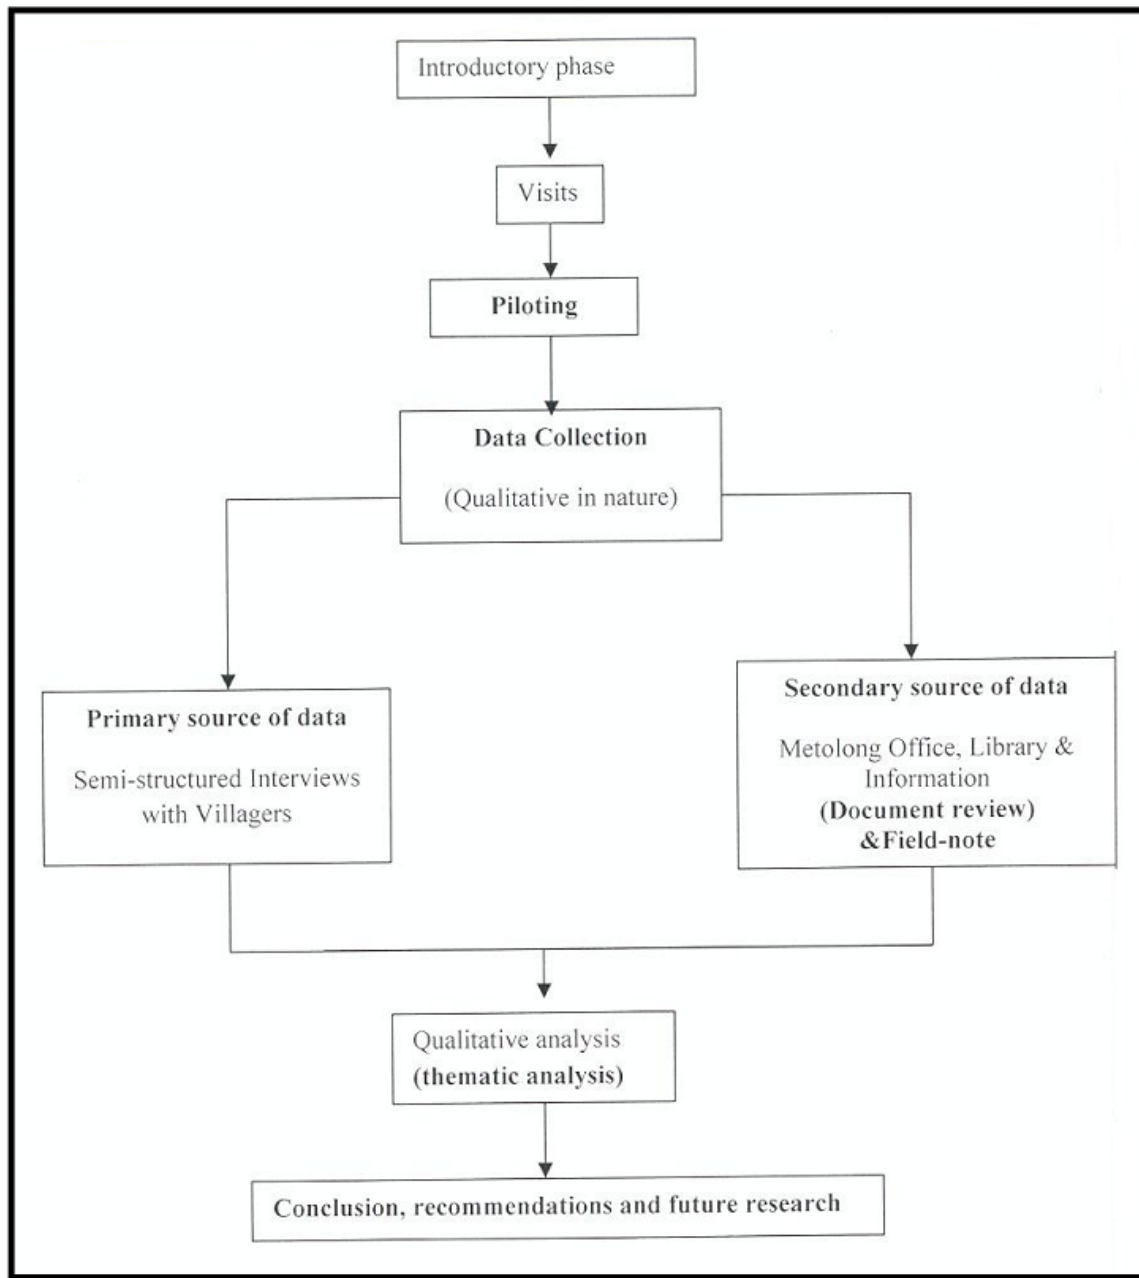 Introductory phase
Visits
Piloting
Data Collection
(Qualitative in nature)
Primary source of data
Semi-structured Interviews
with Villagers
Secondary source of data
Metolong Office, Library &
Information
(Document review)
&Field-note
Qualitative analysis
(thematic analysis)
Conclusion, recommendations and future research